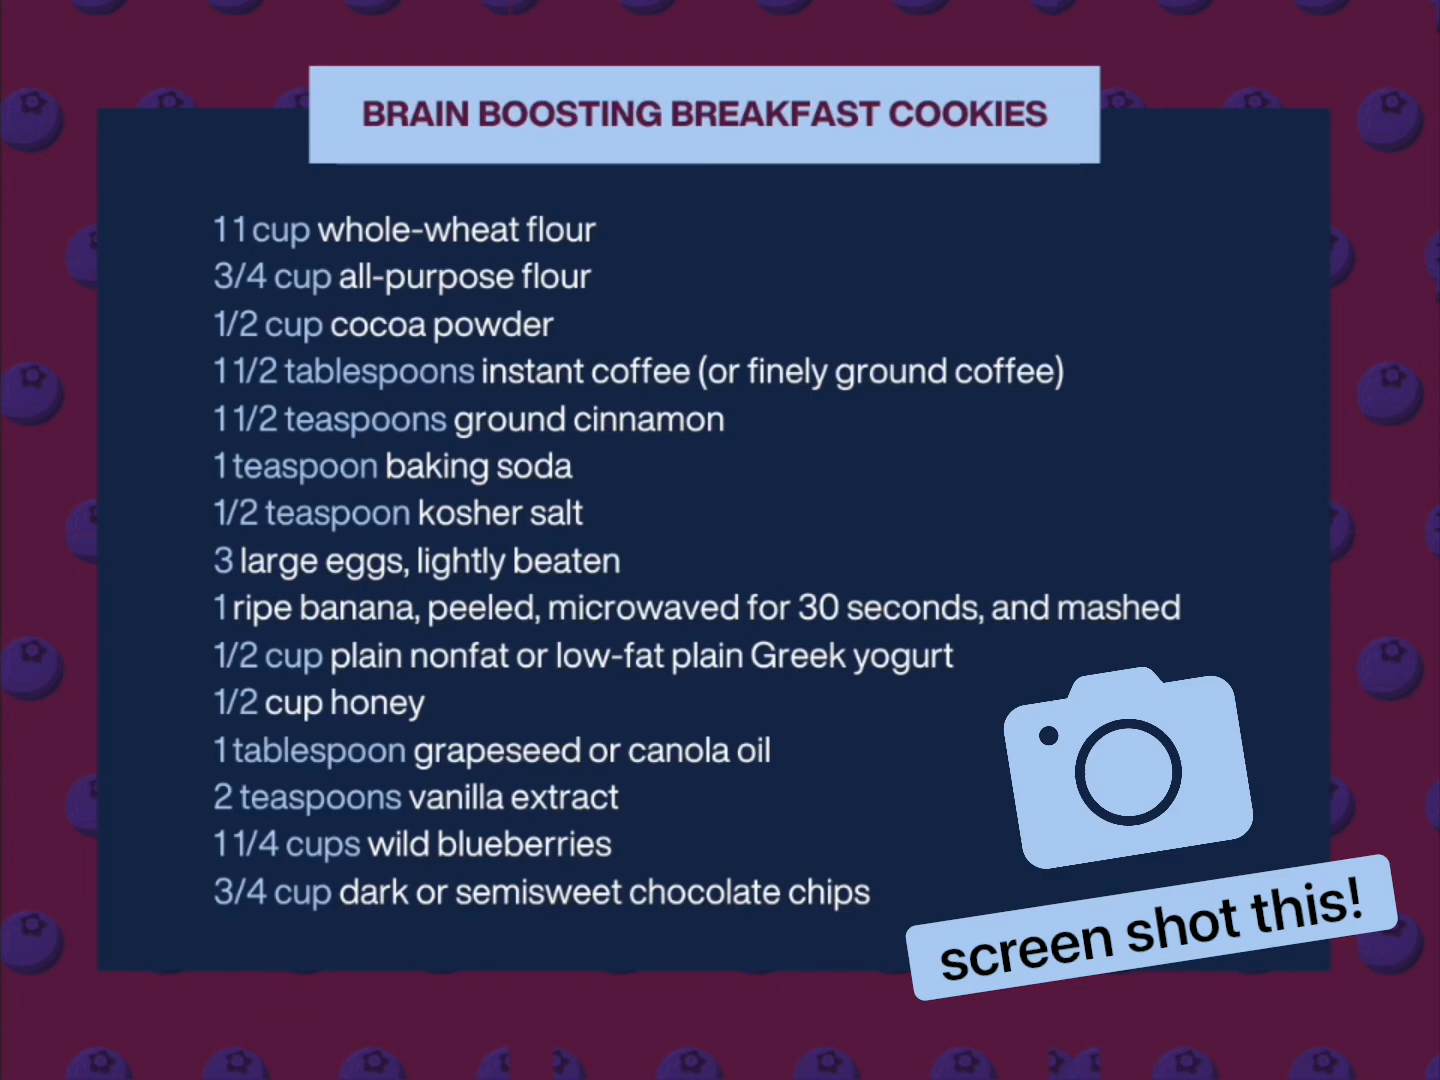 BRAIN BOOSTING BREAKFAST COOKIES
1 1 cup whole-wheat flour
3/4 cup all-purpose flour
1/2 cup cocoa powder
1 1/2 tablespoons instant coffee (or finely ground coffee)
1 1/2 teaspoons ground cinnamon
1 teaspoon baking soda
1/2 teaspoon kosher salt
3 large eggs, lightly beaten
1 ripe banana, peeled, microwaved for 30 seconds, and mashed
1/2 cup plain nonfat or low-fat plain Greek yogurt
1/2 cup honey
1 tablespoon grapeseed or canola oil
2 teaspoons vanilla extract
1 1/4 cups wild blueberries
3/4 cup dark or semisweet chocolate chips
screen shot this!